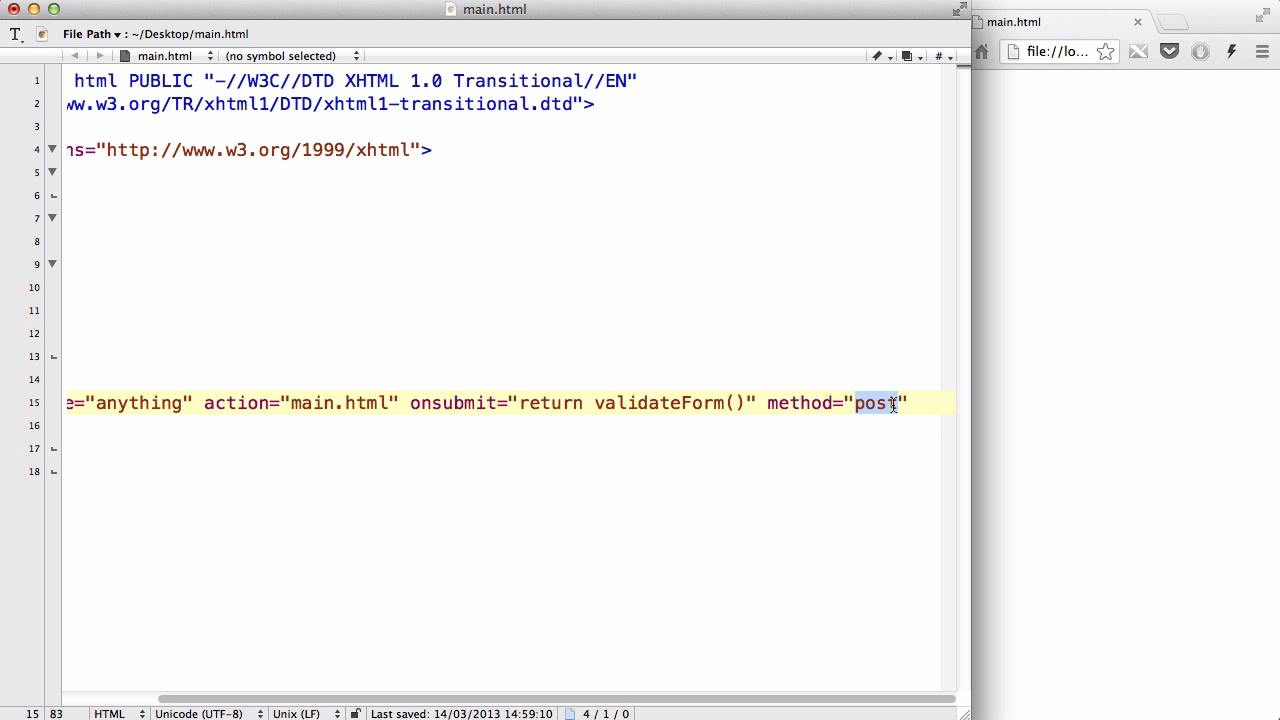 main.html
File Path ▾ : ~/Desktop/main.html
main.html (no symbol selected) #
1 html PUBLIC "-//W3C//DTD XHTML 1.0 Transitional//EN"
2 ww.w3.org/TR/xhtml1/DTD/xhtml1-transitional.dtd">
3
4 ns="http://www.w3.org/1999/xhtml">
5
6
7
8
9
10
11
12
13
14
15 e="anything" action="main.html" onsubmit="return validateForm()" method="post"
16
17
18
15 83 HTML Unicode (UTF-8) Unix (LF) Last saved: 14/03/2013 14:59:10 4 / 1 / 0
main.html
file://lo...